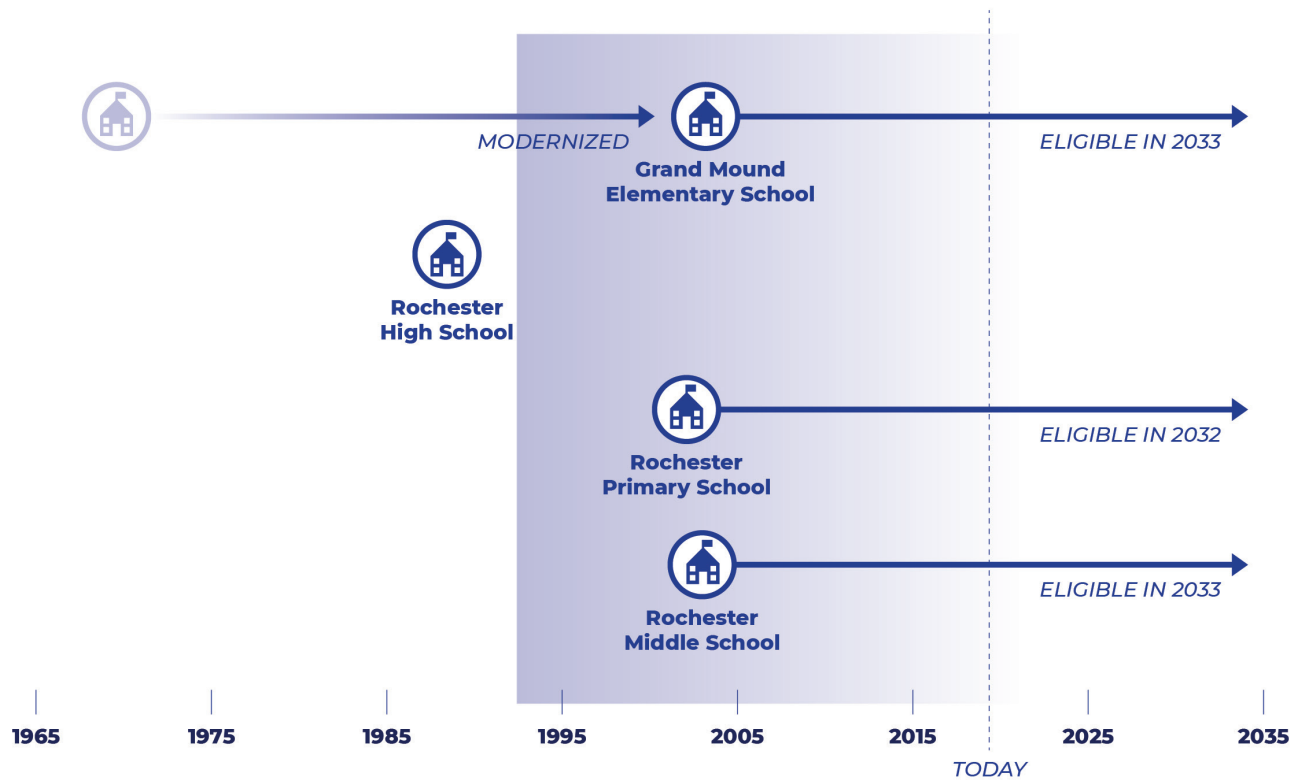 MODERNIZED
ELIGIBLE IN 2033
Grand Mound
Elementary School
Rochester
High School
ELIGIBLE IN 2032
Rochester
Primary School
ELIGIBLE IN 2033
Rochester
Middle School
1965
1975
1985
1995
2005
2015
2025
2035
TODAY